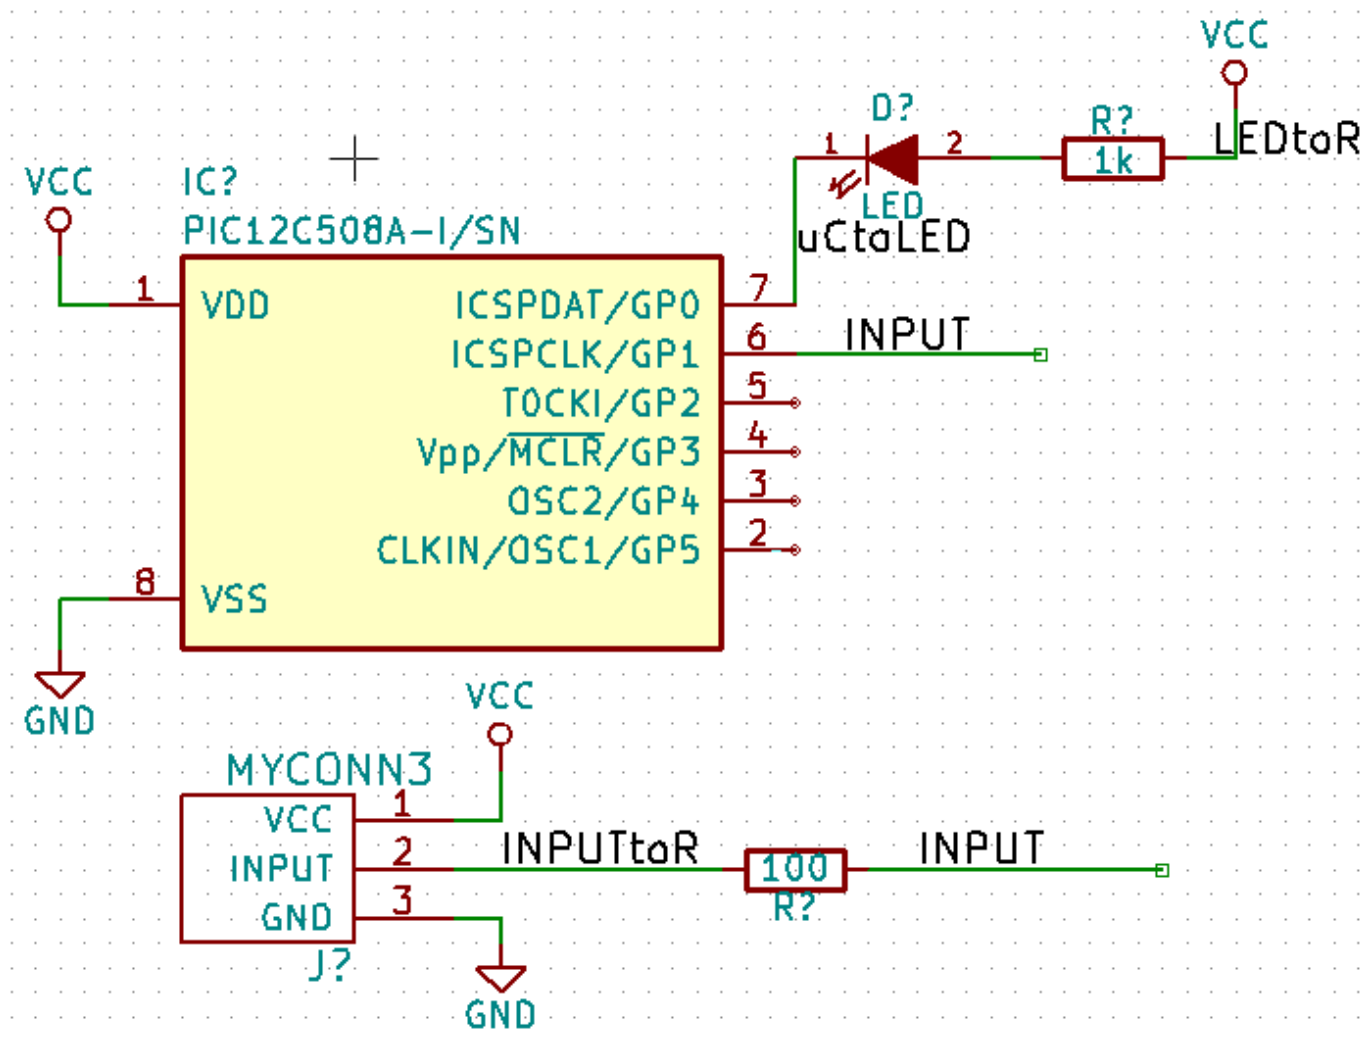 VCC
D?
R?
LEDtoR
1
2
1k
VCC
IC?
LED
PIC12C508A-I/SN
uCtoLED
1
VDD
ICSPDAT/GP0
7
INPUT
ICSPCLK/GP1
6
T0CKI/GP2
5
Vpp/MCLR/GP3
4
OSC2/GP4
3
CLKIN/OSC1/GP5
2
8
VSS
GND
VCC
MYCONN3
VCC
1
INPUT
2
INPUTtoR
100
INPUT
GND
3
R?
J?
GND